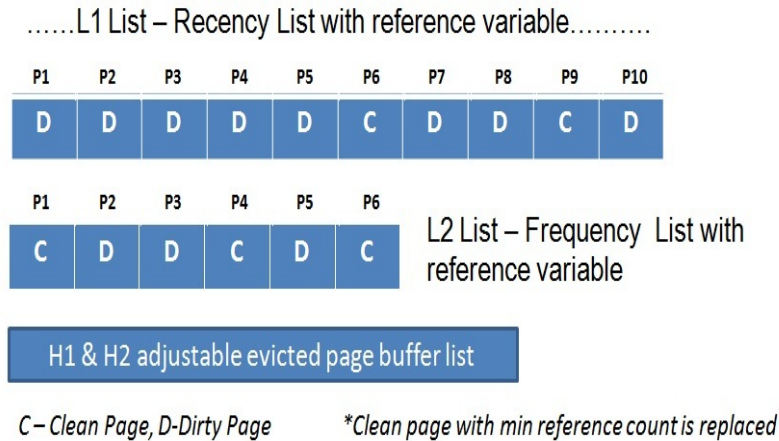 ......L1 List – Recency List with reference variable..........
P1 P2 P3 P4 P5 P6 P7 P8 P9 P10
D D D D D C D D C D
P1 P2 P3 P4 P5 P6
C D D C D C
L2 List – Frequency List with
reference variable
H1 & H2 adjustable evicted page buffer list
C – Clean Page, D-Dirty Page *Clean page with min reference count is replaced